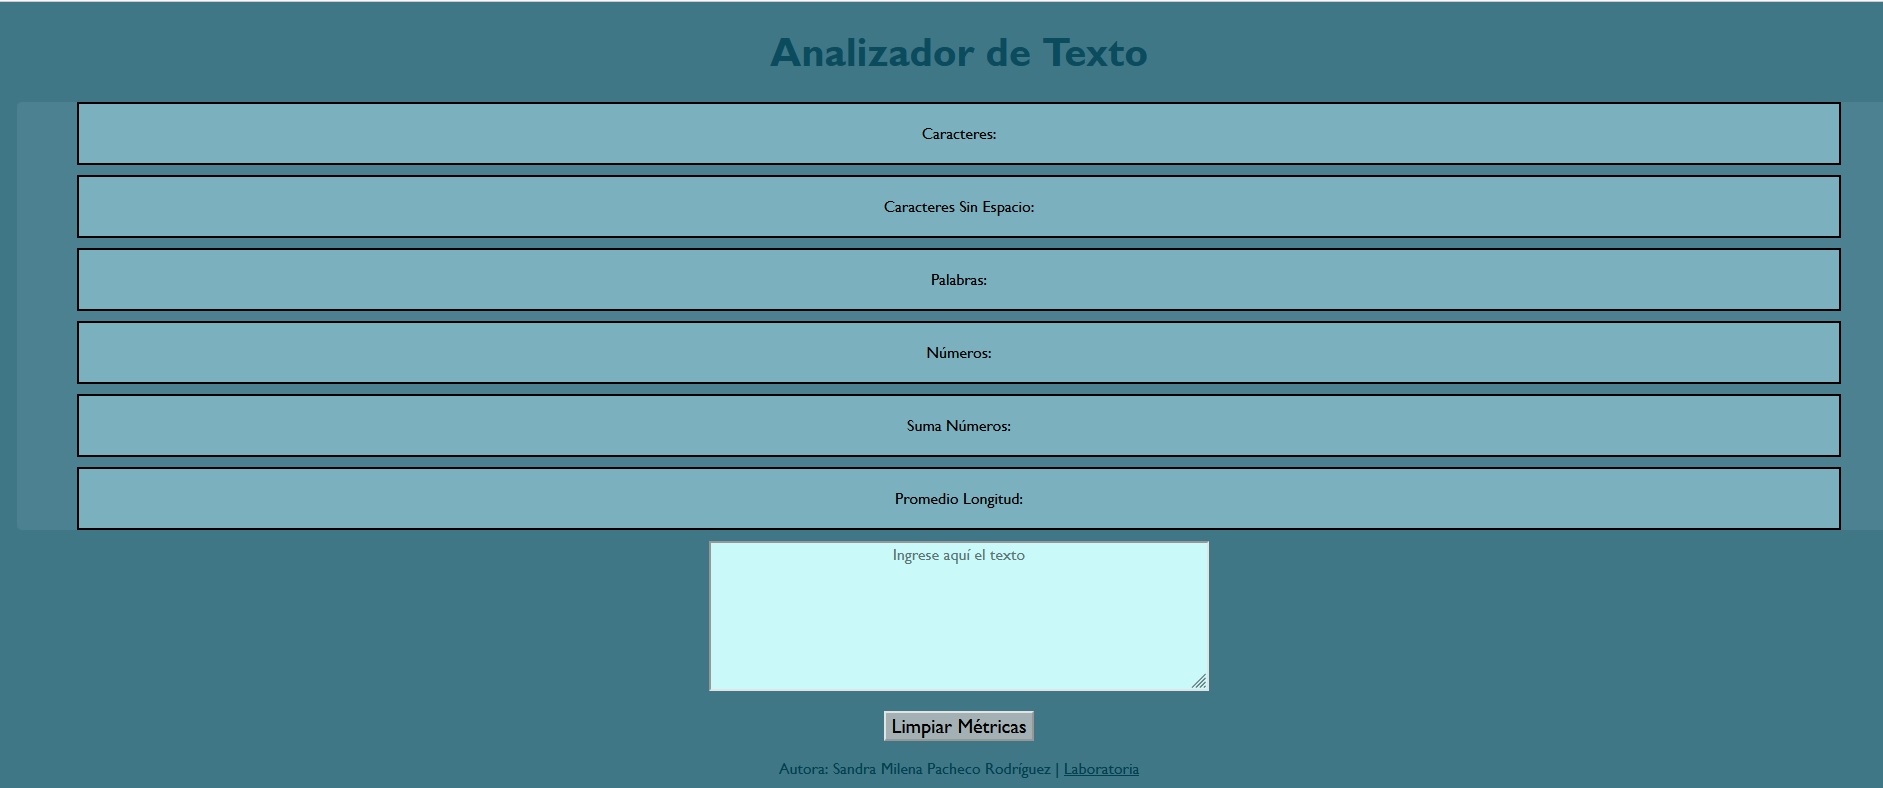 Analizador de Texto
Caracteres:
Caracteres Sin Espacio:
Palabras:
Números:
Suma Números:
Promedio Longitud:
Ingrese aquí el texto
Limpiar Métricas
Autora: Sandra Milena Pacheco Rodríguez | Laboratoria